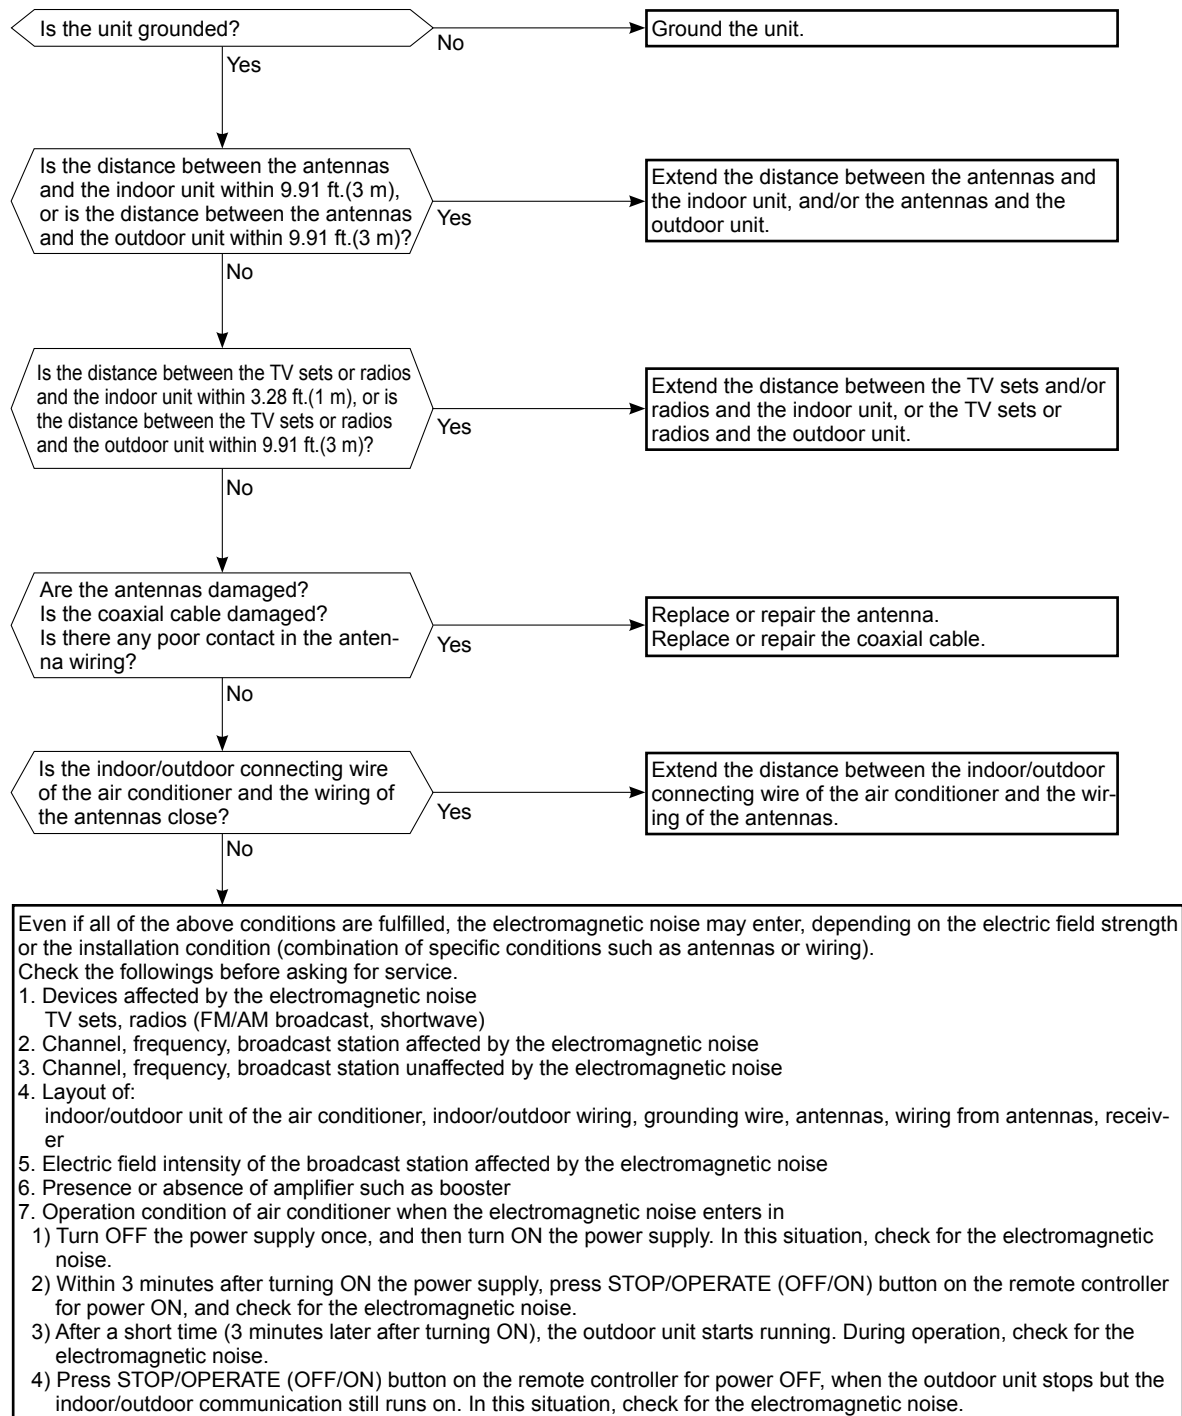 Is the unit grounded?
No
Ground the unit.
Yes
Is the distance between the antennas
and the indoor unit within 9.91 ft.(3 m),
or is the distance between the antennas
and the outdoor unit within 9.91 ft.(3 m)?
Yes
Extend the distance between the antennas and
the indoor unit, and/or the antennas and the
outdoor unit.
No
Is the distance between the TV sets or radios
and the indoor unit within 3.28 ft.(1 m), or is
the distance between the TV sets or radios
and the outdoor unit within 9.91 ft.(3 m)?
Yes
Extend the distance between the TV sets and/or
radios and the indoor unit, or the TV sets or
radios and the outdoor unit.
No
Are the antennas damaged?
Is the coaxial cable damaged?
Is there any poor contact in the anten-
na wiring?
Yes
Replace or repair the antenna.
Replace or repair the coaxial cable.
No
Is the indoor/outdoor connecting wire
of the air conditioner and the wiring of
the antennas close?
Yes
Extend the distance between the indoor/outdoor
connecting wire of the air conditioner and the wir-
ing of the antennas.
No
Even if all of the above conditions are fulfilled, the electromagnetic noise may enter, depending on the electric field strength
or the installation condition (combination of specific conditions such as antennas or wiring).
Check the followings before asking for service.
1. Devices affected by the electromagnetic noise
TV sets, radios (FM/AM broadcast, shortwave)
2. Channel, frequency, broadcast station affected by the electromagnetic noise
3. Channel, frequency, broadcast station unaffected by the electromagnetic noise
4. Layout of:
indoor/outdoor unit of the air conditioner, indoor/outdoor wiring, grounding wire, antennas, wiring from antennas, receiv-
er
5. Electric field intensity of the broadcast station affected by the electromagnetic noise
6. Presence or absence of amplifier such as booster
7. Operation condition of air conditioner when the electromagnetic noise enters in
1) Turn OFF the power supply once, and then turn ON the power supply. In this situation, check for the electromagnetic
noise.
2) Within 3 minutes after turning ON the power supply, press STOP/OPERATE (OFF/ON) button on the remote controller
for power ON, and check for the electromagnetic noise.
3) After a short time (3 minutes later after turning ON), the outdoor unit starts running. During operation, check for the
electromagnetic noise.
4) Press STOP/OPERATE (OFF/ON) button on the remote controller for power OFF, when the outdoor unit stops but the
indoor/outdoor communication still runs on. In this situation, check for the electromagnetic noise.